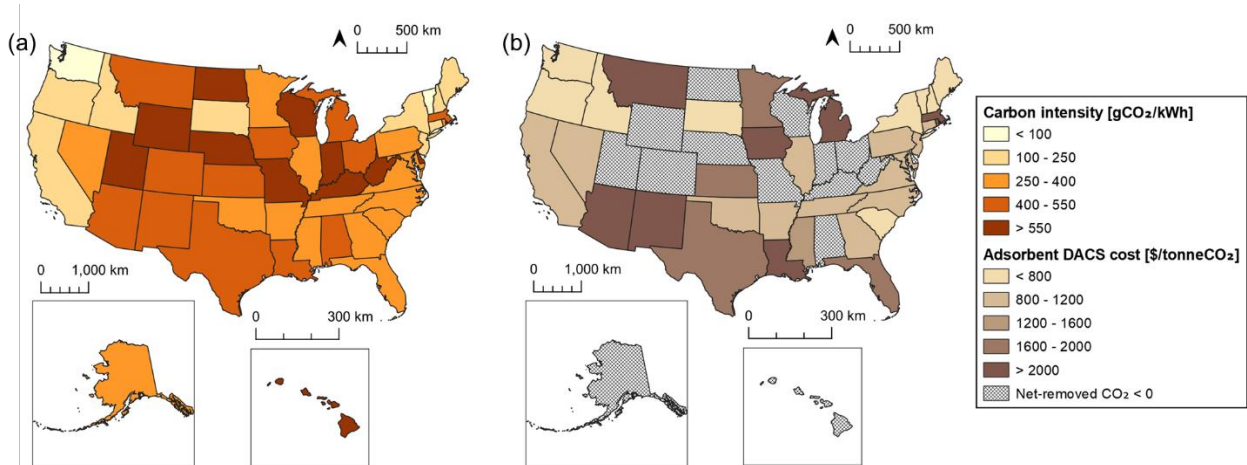 (a)
0 500 km
(b)
0 500 km
0 1,000 km
0 300 km
0 1,000 km
0 300 km
Carbon intensity [gCO₂/kWh]
< 100
100 - 250
250 - 400
400 - 550
> 550
Adsorbent DACS cost [$/tonneCO₂]
< 800
800 - 1200
1200 - 1600
1600 - 2000
> 2000
Net-removed CO₂ < 0